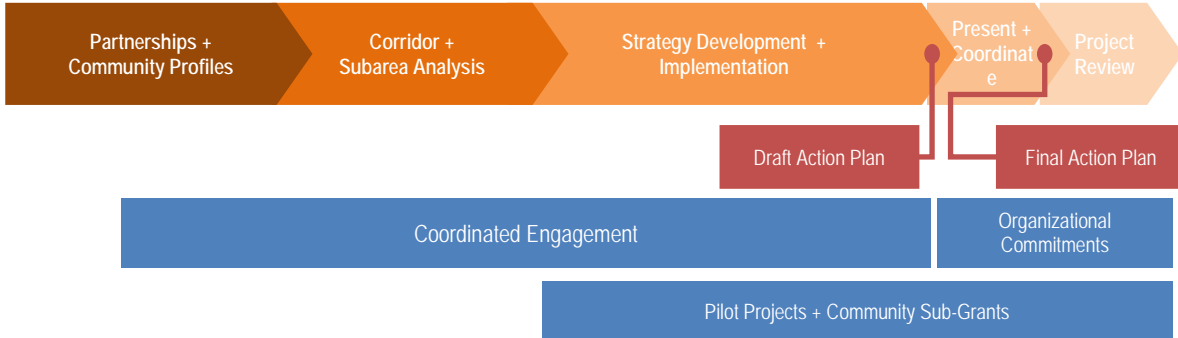 Partnerships +
Community Profiles
Corridor +
Subarea Analysis
Strategy Development +
Implementation
Present +
Coordinat
e
Project
Review
Draft Action Plan
Final Action Plan
Coordinated Engagement
Organizational
Commitments
Pilot Projects + Community Sub-Grants